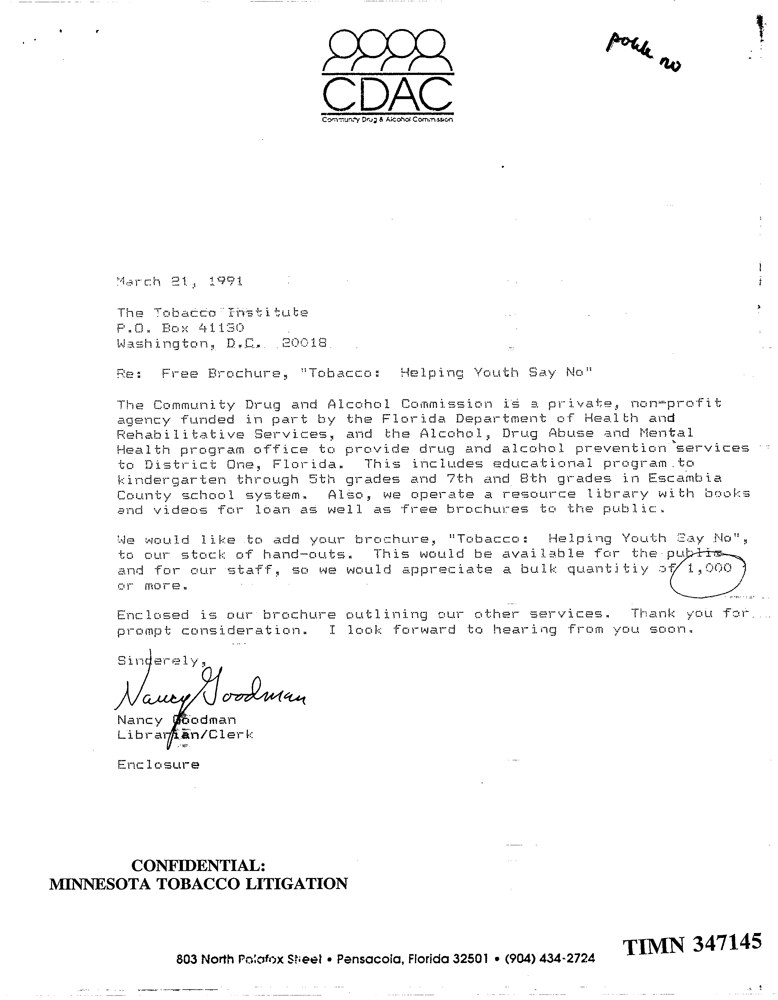 polite no
CDAC
Community Drug & Alcohol Commission
March 21, 1991
The Tobacco Institute
P.O. Box 41130
Washington, D.C. 20018
Re: Free Brochure, "Tobacco: Helping Youth Say No"
The Community Drug and Alcohol Commission is a private, non-profit
agency funded in part by the Florida Department of Health and
Rehabilitative Services, and the Alcohol, Drug Abuse and Mental
Health program office to provide drug and alcohol prevention services
to District One, Florida. This includes educational program to
kindergarten through 5th grades and 7th and 8th grades in Escambia
County school system. Also, we operate a resource library with books
and videos for loan as well as free brochures to the public.
We would like to add your brochure, "Tobacco: Helping Youth Say No",
to our stock of hand-outs. This would be available for the public
and for our staff, so we would appreciate a bulk quantitiy of 1,000
or more.
Enclosed is our brochure outlining our other services. Thank you for
prompt consideration. I look forward to hearing from you soon.
Sincerely,
Nancy Goodman
Nancy Goodman
Librarian/Clerk
Enclosure
CONFIDENTIAL:
MINNESOTA TOBACCO LITIGATION
TIMN 347145
803 North Palafox Street • Pensacola, Florida 32501 • (904) 434-2724